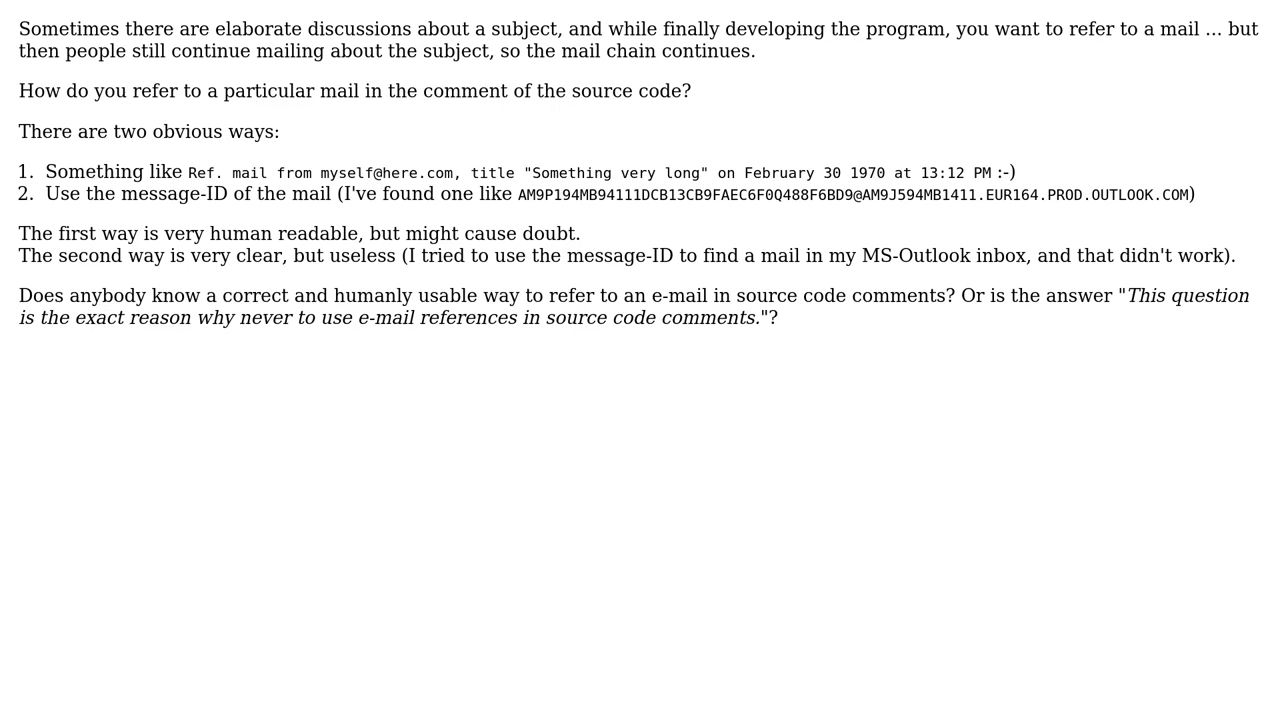 Sometimes there are elaborate discussions about a subject, and while finally developing the program, you want to refer to a mail ... but
then people still continue mailing about the subject, so the mail chain continues.
How do you refer to a particular mail in the comment of the source code?
There are two obvious ways:
1. Something like Ref. mail from myself@here.com, title "Something very long" on February 30 1970 at 13:12 PM :-)
2. Use the message-ID of the mail (I've found one like AM9P194MB94111DCB13CB9FAEC6F0Q488F6BD9@AM9J594MB1411.EUR164.PROD.OUTLOOK.COM)
The first way is very human readable, but might cause doubt.
The second way is very clear, but useless (I tried to use the message-ID to find a mail in my MS-Outlook inbox, and that didn't work).
Does anybody know a correct and humanly usable way to refer to an e-mail in source code comments? Or is the answer "This question
is the exact reason why never to use e-mail references in source code comments."?